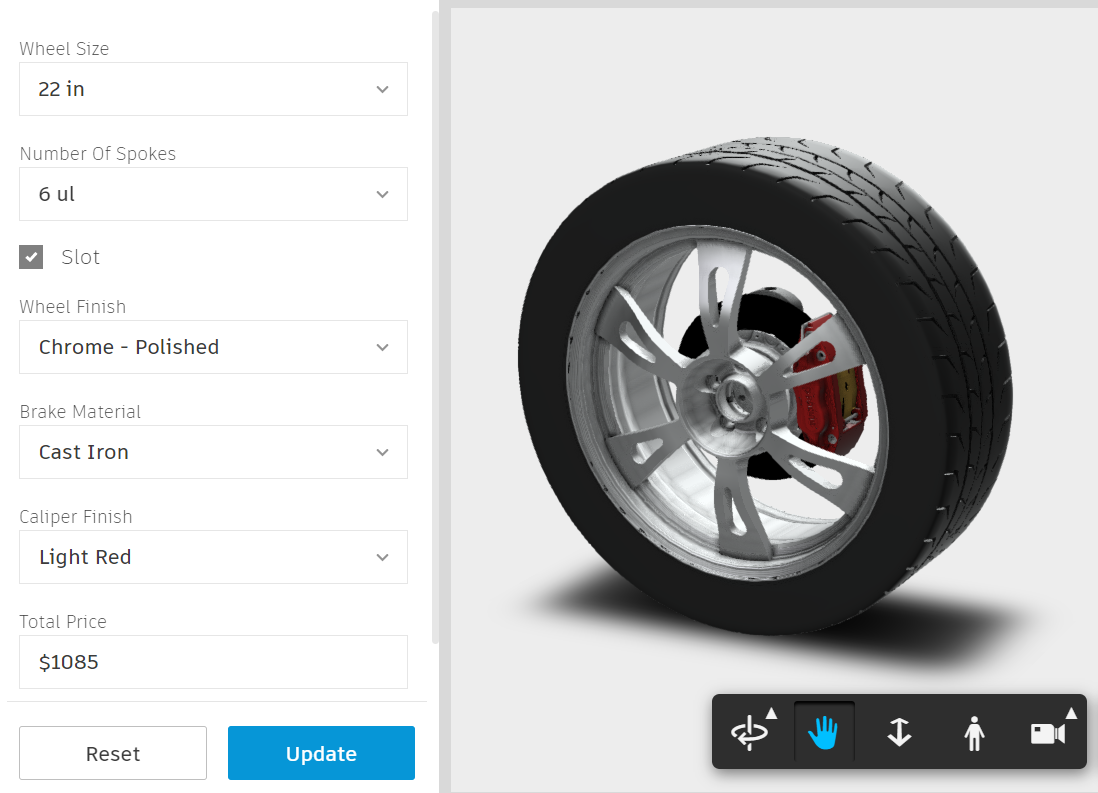 Wheel Size
22 in
Number Of Spokes
6 ul
Slot
Wheel Finish
Chrome - Polished
Brake Material
Cast Iron
Caliper Finish
Light Red
Total Price
$1085
Reset
Update